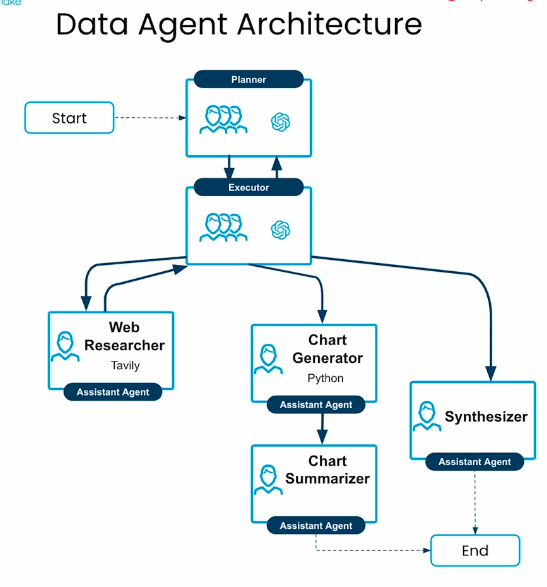 Data Agent Architecture
Planner
Start
Executor
Web
Researcher
Tavily
Assistant Agent
Chart
Generator
Python
Assistant Agent
Synthesizer
Assistant Agent
Chart
Summarizer
Assistant Agent
End